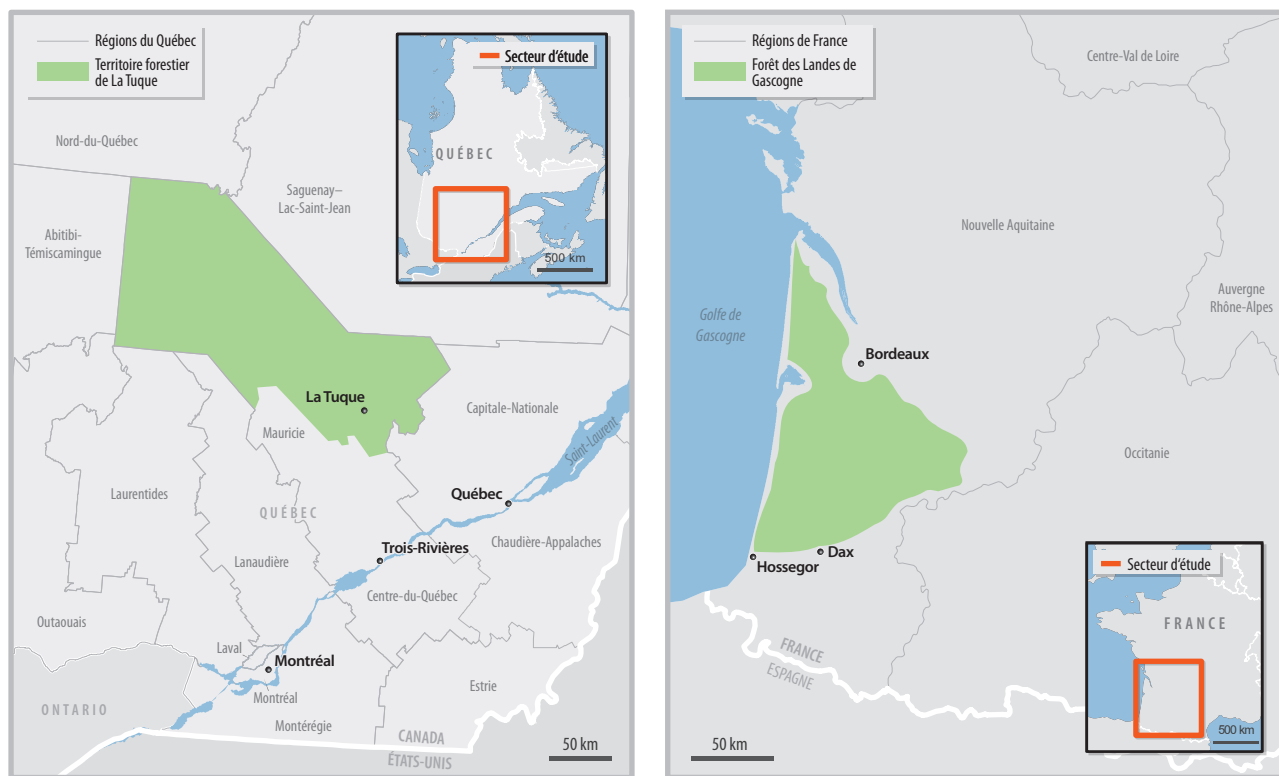 Régions du Québec
Territoire forestier
de La Tuque
Secteur d'étude
QUÉBEC
500 km
Nord-du-Québec
Saguenay–
Lac-Saint-Jean
Abitibi-
Témiscamingue
La Tuque
Capitale-Nationale
Mauricie
Saint-Laurent
Laurentides
Québec
QUÉBEC
Chaudière-Appalaches
Trois-Rivières
Lanaudière
Centre-du-Québec
Outaouais
Laval
Montréal
Estrie
Montréal
ONTARIO
Montérégie
CANADA
ÉTATS-UNIS
50 km
Régions de France
Forêt des Landes de
Gascogne
Centre-Val de Loire
Nouvelle Aquitaine
Auvergne
Rhône-Alpes
Golfe de
Gascogne
Bordeaux
Occitanie
Dax
Hossegor
Secteur d'étude
FRANCE
500 km
FRANCE
ESPAGNE
50 km